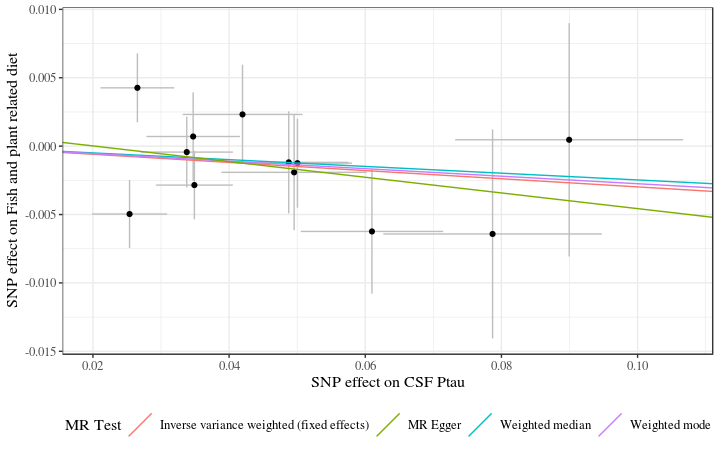 SNP effect on Fish and plant related diet
0.010
0.005
0.000
-0.005
-0.010
-0.015
0.02
0.04
0.06
0.08
0.10
SNP effect on CSF Ptau
MR Test
Inverse variance weighted (fixed effects)
MR Egger
Weighted median
Weighted mode